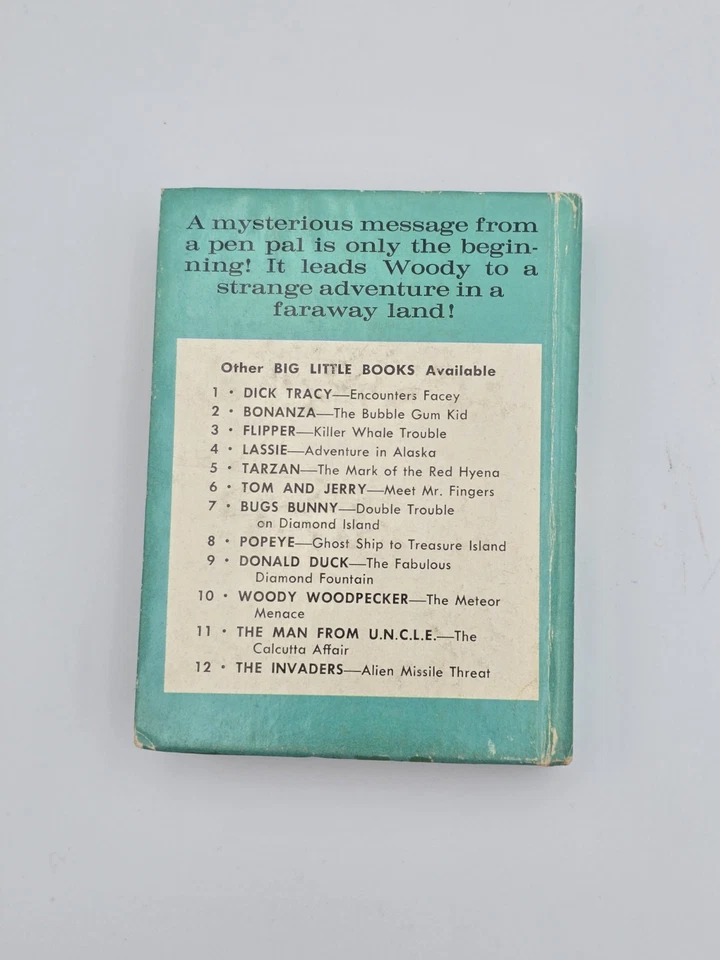 A mysterious message from
a pen pal is only the begin-
ning! It leads Woody to a
strange adventure in a
faraway land!
Other BIG LITTLE BOOKS Available
1 • DICK TRACY—Encounters Facey
2 • BONANZA—The Bubble Gum Kid
3 • FLIPPER—Killer Whale Trouble
4 • LASSIE—Adventure in Alaska
5 • TARZAN—The Mark of the Red Hyena
6 • TOM AND JERRY—Meet Mr. Fingers
7 • BUGS BUNNY—Double Trouble
on Diamond Island
8 • POPEYE—Ghost Ship to Treasure Island
9 • DONALD DUCK—The Fabulous
Diamond Fountain
10 • WOODY WOODPECKER—The Meteor
Menace
11 • THE MAN FROM U.N.C.L.E.—The
Calcutta Affair
12 • THE INVADERS—Alien Missile Threat